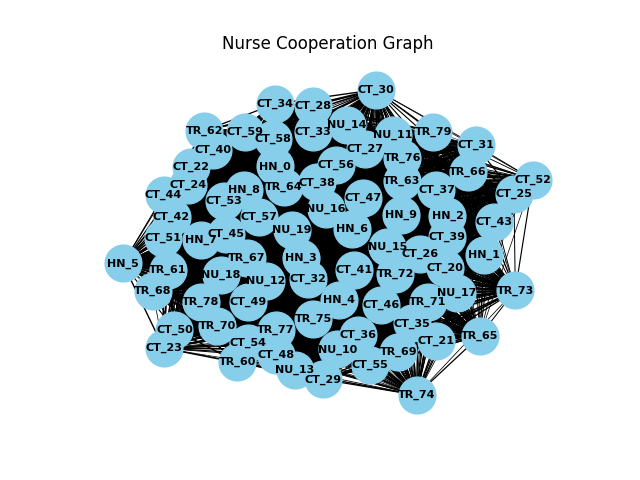 Nurse Cooperation Graph
CT_30
CT_34
CT_28
NU_14
TR_62
CT_59
CT_33
NU_11
TR_79
CT_58
CT_31
CT_40
CT_27
TR_76
CT_22
HN_0
CT_56
TR_66
CT_24
TR_64
CT_38
TR_63
CT_52
CT_44
HN_8
CT_37
CT_25
CT_53
CT_47
NU_16
CT_42
CT_57
HN_9
HN_2
CT_43
CT_51
HN_7
CT_45
NU_19
HN_6
CT_39
NU_15
HN_5
TR_67
HN_3
CT_26
HN_1
TR_61
NU_18
CT_41
TR_72
CT_20
NU_12
CT_32
TR_68
NU_17
TR_73
TR_78
CT_49
HN_4
CT_46
TR_71
CT_50
TR_70
TR_77
TR_75
CT_35
CT_23
CT_54
CT_36
CT_21
TR_65
TR_60
CT_48
NU_10
TR_69
NU_13
CT_29
CT_55
TR_74